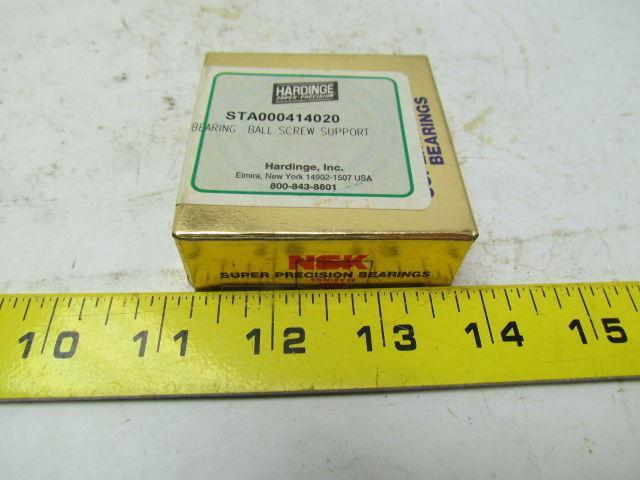 HARDINGE
SUPER-PRECISION
STA000414020
BEARING BALL SCREW SUPPORT
Hardinge, Inc.
Elmira, New York 14902-1507 USA
800-843-8801
BEARINGS
NSK
SUPER PRECISION BEARINGS
10 11 12 13 14 15